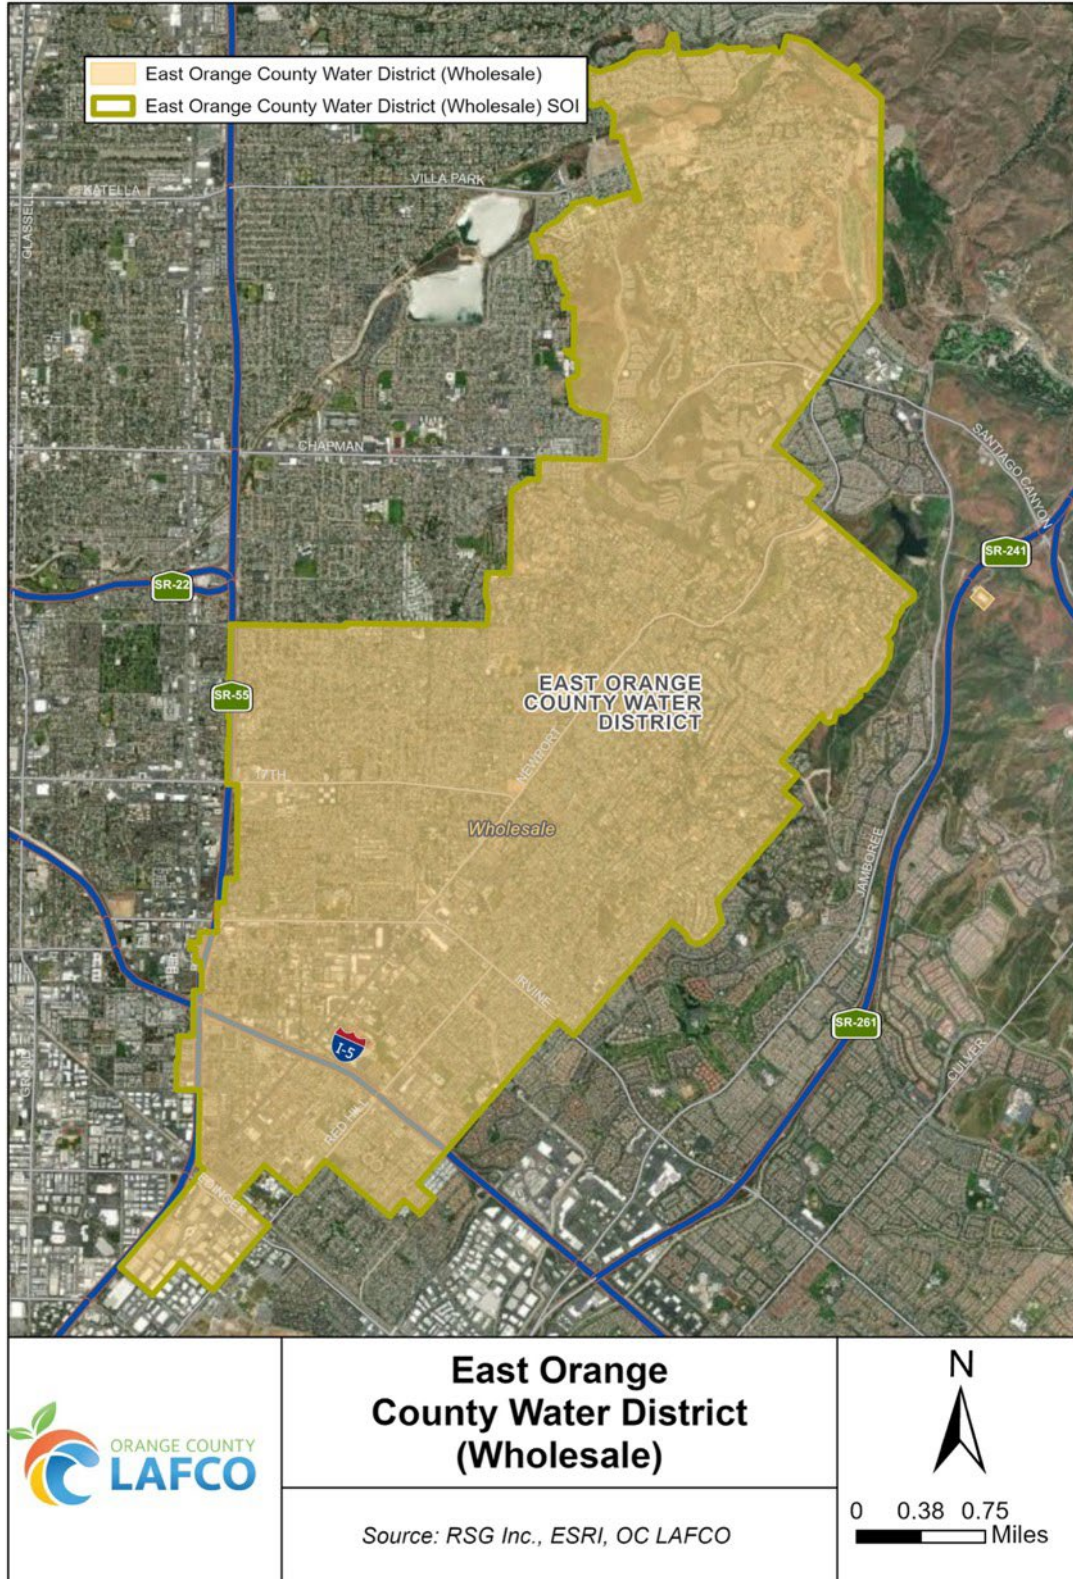 East Orange County Water District (Wholesale)
East Orange County Water District (Wholesale) SOI
KATELLA
VILLA PARK
GLASSELL
CHAPMAN
SANTIAGO CANYON
SR-22
SR-241
SR-55
EAST ORANGE
COUNTY WATER
DISTRICT
17TH
NEWPORT
Wholesale
JAMBOREE
IRVINE
I-5
SR-261
GRAND
CULVER
RED HILL
EDINGER
East Orange
County Water District
(Wholesale)
ORANGE COUNTY
LAFCO
Source: RSG Inc., ESRI, OC LAFCO
N
0 0.38 0.75
Miles